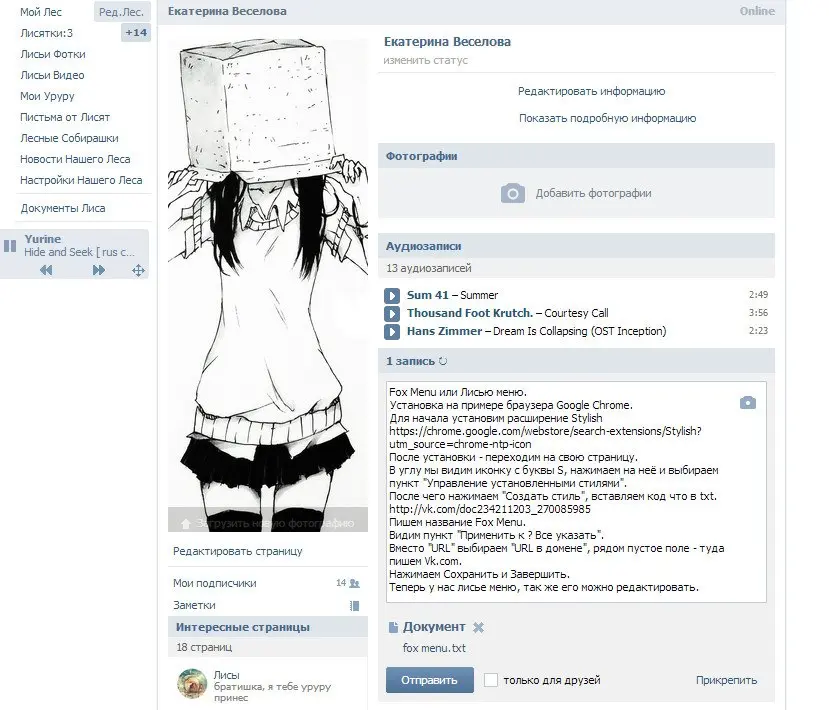 Мой Лес
Ред.Лес.
Лисятки:3
+14
Лисьи Фотки
Лисьи Видео
Мои Уруру
Пистьма от Лисят
Лесные Собирашки
Новости Нашего Леса
Настройки Нашего Леса
Документы Лиса
Yurine
Hide and Seek [ rus c...
Екатерина Веселова
Online
Загрузить новую фотографию
Редактировать страницу
Мои подписчики
14
Заметки
Интересные страницы
18 страниц
Лисы
братишка, я тебе уруру
принес
Екатерина Веселова
изменить статус
Редактировать информацию
Показать подробную информацию
Фотографии
Добавить фотографии
Аудиозаписи
13 аудиозаписей
Sum 41 – Summer 2:49
Thousand Foot Krutch. – Courtesy Call 3:56
Hans Zimmer – Dream Is Collapsing (OST Inception) 2:23
1 запись
Fox Menu или Лисью меню.
Установка на примере браузера Google Chrome.
Для начала установим расширение Stylish
https://chrome.google.com/webstore/search-extensions/Stylish?
utm_source=chrome-ntp-icon
После установки - переходим на свою страницу.
В углу мы видим иконку с буквы S, нажимаем на неё и выбираем
пункт "Управление установленными стилями".
После чего нажимаем "Создать стиль", вставляем код что в txt.
http://vk.com/doc234211203_270085985
Пишем название Fox Menu.
Видим пункт "Применить к ? Все указать".
Вместо "URL" выбираем "URL в домене", рядом пустое поле - туда
пишем Vk.com.
Нажимаем Сохранить и Завершить.
Теперь у нас лисье меню, так же его можно редактировать.
Документ
fox menu.txt
Отправить
только для друзей
Прикрепить